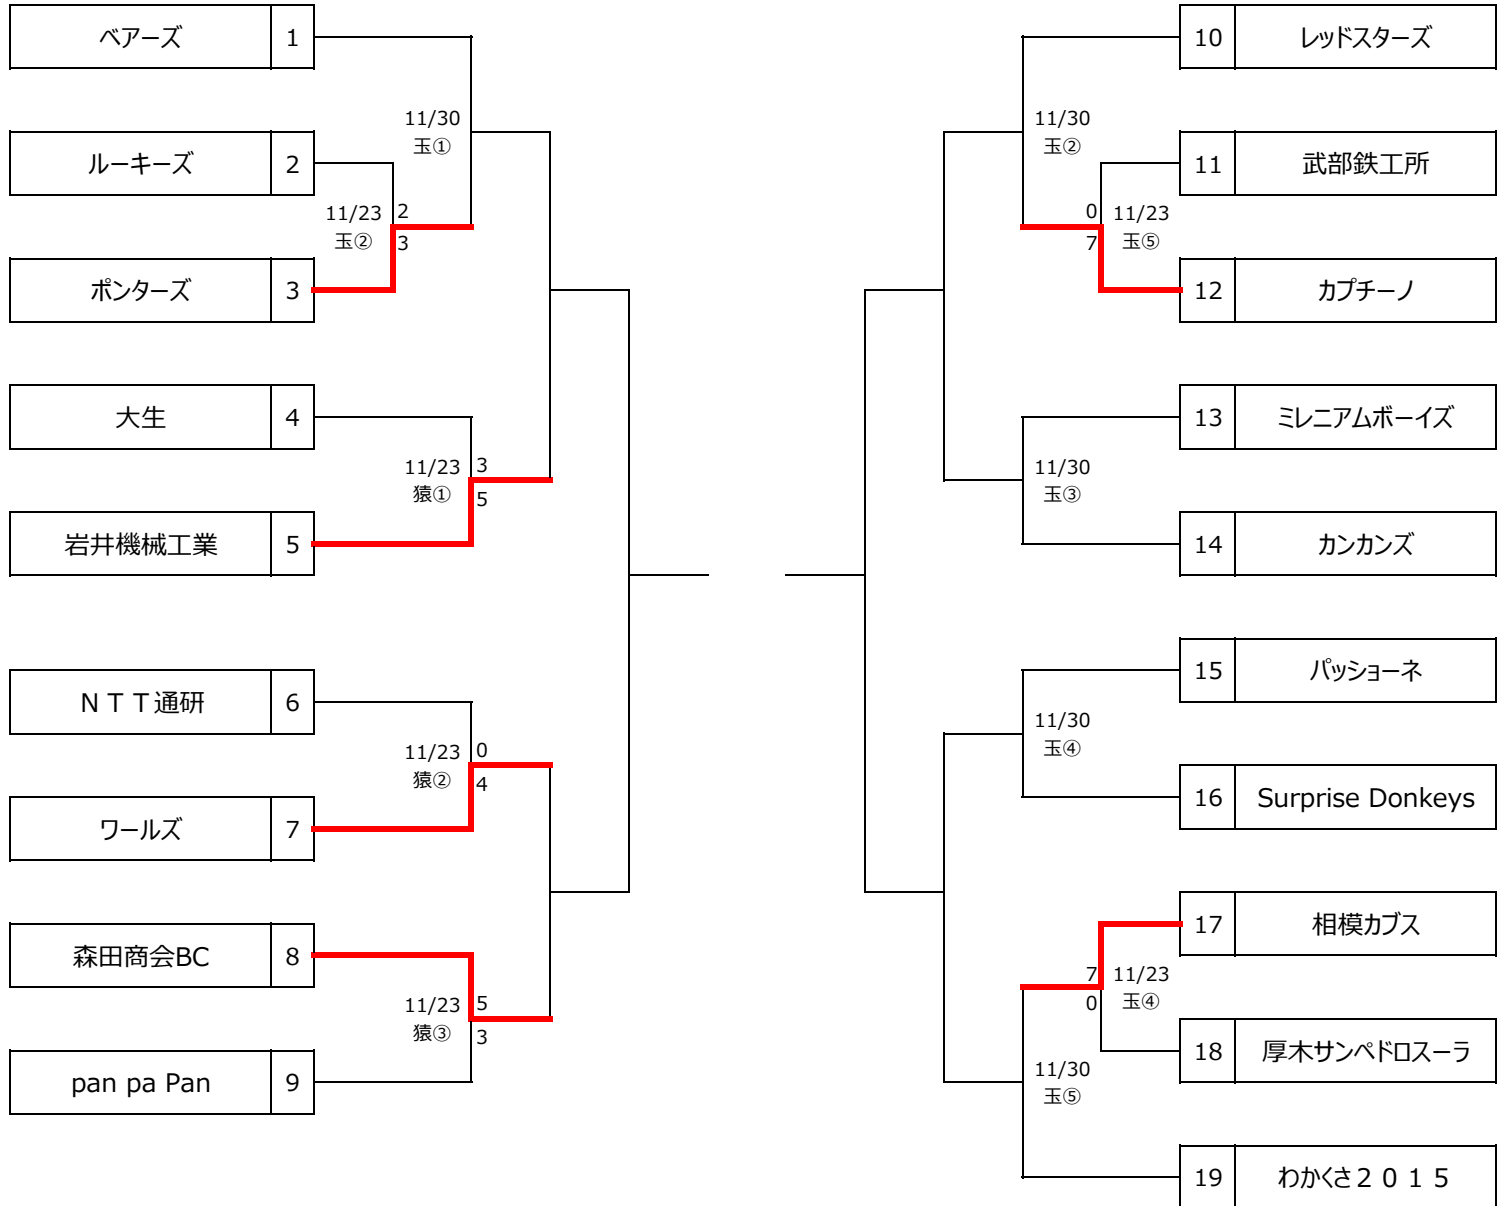 ベアーズ 1
11/30
玉①
ルーキーズ 2
11/23 2
玉② 3
ポンターズ 3
大生 4
11/23 3
猿① 5
岩井機械工業 5
ＮＴＴ通研 6
11/23 0
猿② 4
ワールズ 7
森田商会BC 8
11/23 5
猿③ 3
pan pa Pan 9
10 レッドスターズ
11/30
玉②
11 武部鉄工所
0 11/23
7 玉⑤
12 カプチーノ
13 ミレニアムボーイズ
11/30
玉③
14 カンカンズ
15 パッショーネ
11/30
玉④
16 Surprise Donkeys
17 相模カブス
7 11/23
0 玉④
18 厚木サンペドロスーラ
11/30
玉⑤
19 わかくさ２０１５